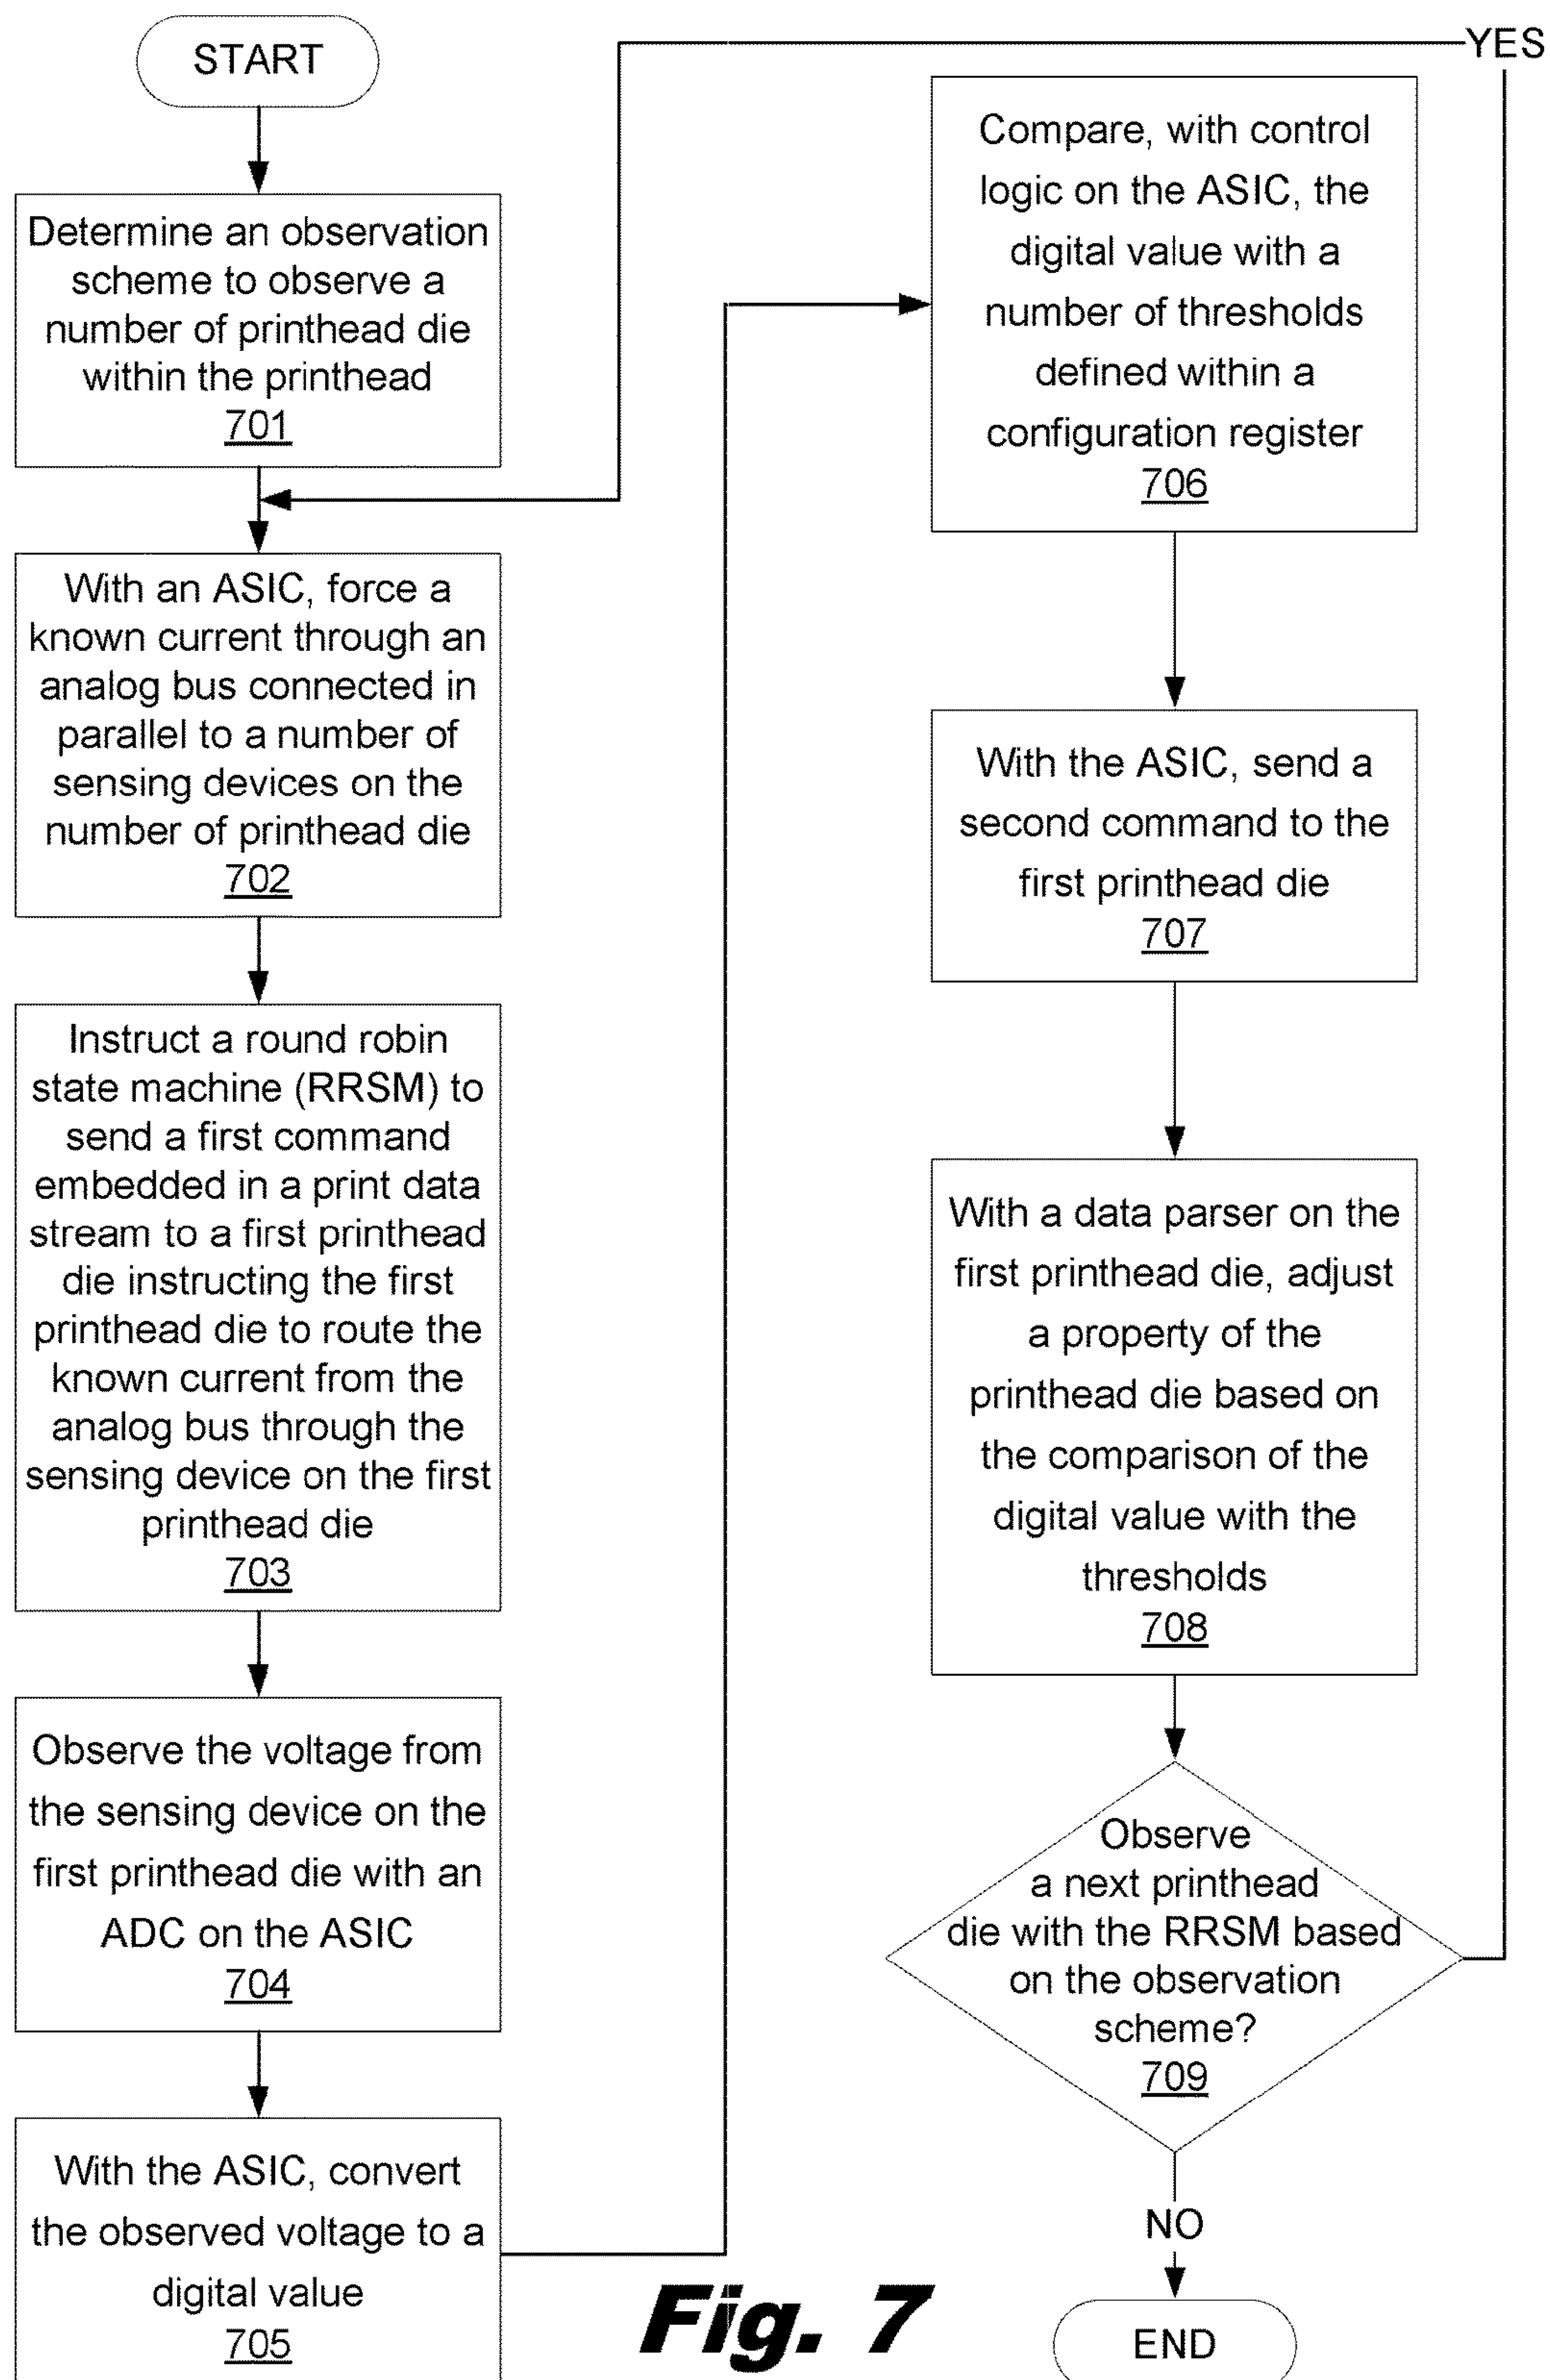 START
Determine an observation
scheme to observe a
number of printhead die
within the printhead
701
With an ASIC, force a
known current through an
analog bus connected in
parallel to a number of
sensing devices on the
number of printhead die
702
Instruct a round robin
state machine (RRSM) to
send a first command
embedded in a print data
stream to a first printhead
die instructing the first
printhead die to route the
known current from the
analog bus through the
sensing device on the first
printhead die
703
Observe the voltage from
the sensing device on the
first printhead die with an
ADC on the ASIC
704
With the ASIC, convert
the observed voltage to a
digital value
705
Compare, with control
logic on the ASIC, the
digital value with a
number of thresholds
defined within a
configuration register
706
With the ASIC, send a
second command to the
first printhead die
707
With a data parser on the
first printhead die, adjust
a property of the
printhead die based on
the comparison of the
digital value with the
thresholds
708
Observe
a next printhead
die with the RRSM based
on the observation
scheme?
709
YES
NO
END
Fig. 7